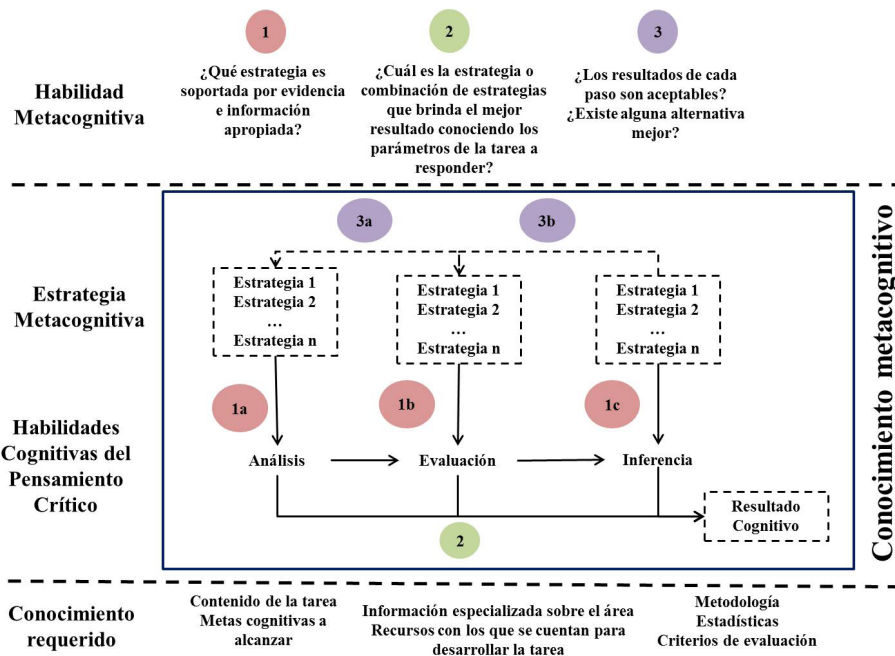 1
2
3
Habilidad
Metacognitiva
¿Qué estrategia es
soportada por evidencia
e información
apropiada?
¿Cuál es la estrategia o
combinación de estrategias
que brinda el mejor
resultado conociendo los
parámetros de la tarea a
responder?
¿Los resultados de cada
paso son aceptables?
¿Existe alguna alternativa
mejor?
Conocimiento metacognitivo
3a
3b
Estrategia
Metacognitiva
Estrategia 1
Estrategia 2
...
Estrategia n
Estrategia 1
Estrategia 2
...
Estrategia n
Estrategia 1
Estrategia 2
...
Estrategia n
1a
1b
1c
Habilidades
Cognitivas del
Pensamiento
Crítico
Análisis
Evaluación
Inferencia
Resultado
Cognitivo
2
Conocimiento
requerido
Contenido de la tarea
Metas cognitivas a
alcanzar
Información especializada sobre el área
Recursos con los que se cuentan para
desarrollar la tarea
Metodología
Estadísticas
Criterios de evaluación